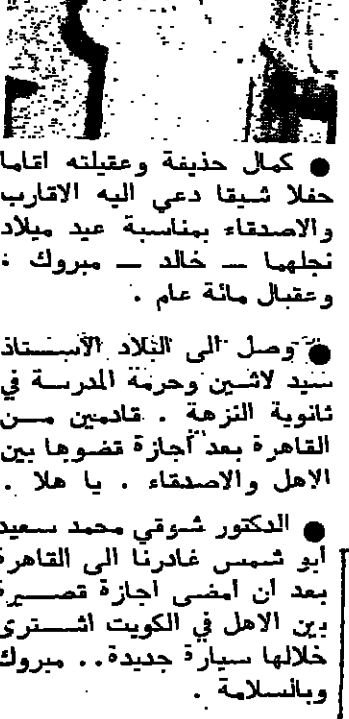 ● كمال حذيفة وعقيلته اقاما
حفلا شيقا دعي اليه الاقارب
والاصدقاء بمناسبة عيد ميلاد
نجلهما — خالد — مبروك :
وعقبال مائة عام .
● وصل الى البلاد الأستاذ
سيد لاشين وحرمة المدرسة في
ثانوية النزهة . قادمين من
القاهرة بعد أجازة قضوها بين
الاهل والاصدقاء . يا هلا .
● الدكتور شوقي محمد سعيد
أبو شمس غادرنا الى القاهرة
بعد ان أمضى اجازة قصيرة
بين الاهل في الكويت اشترى
خلالها سيارة جديدة.. مبروك
وبالسلامة .